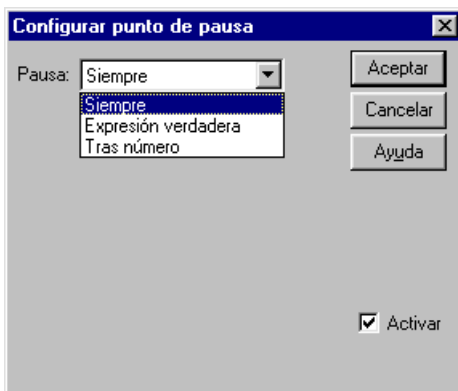 Configurar punto de pausa
Pausa: Siempre
Siempre
Expresión verdadera
Tras número
Aceptar
Cancelar
Ayuda
Activar